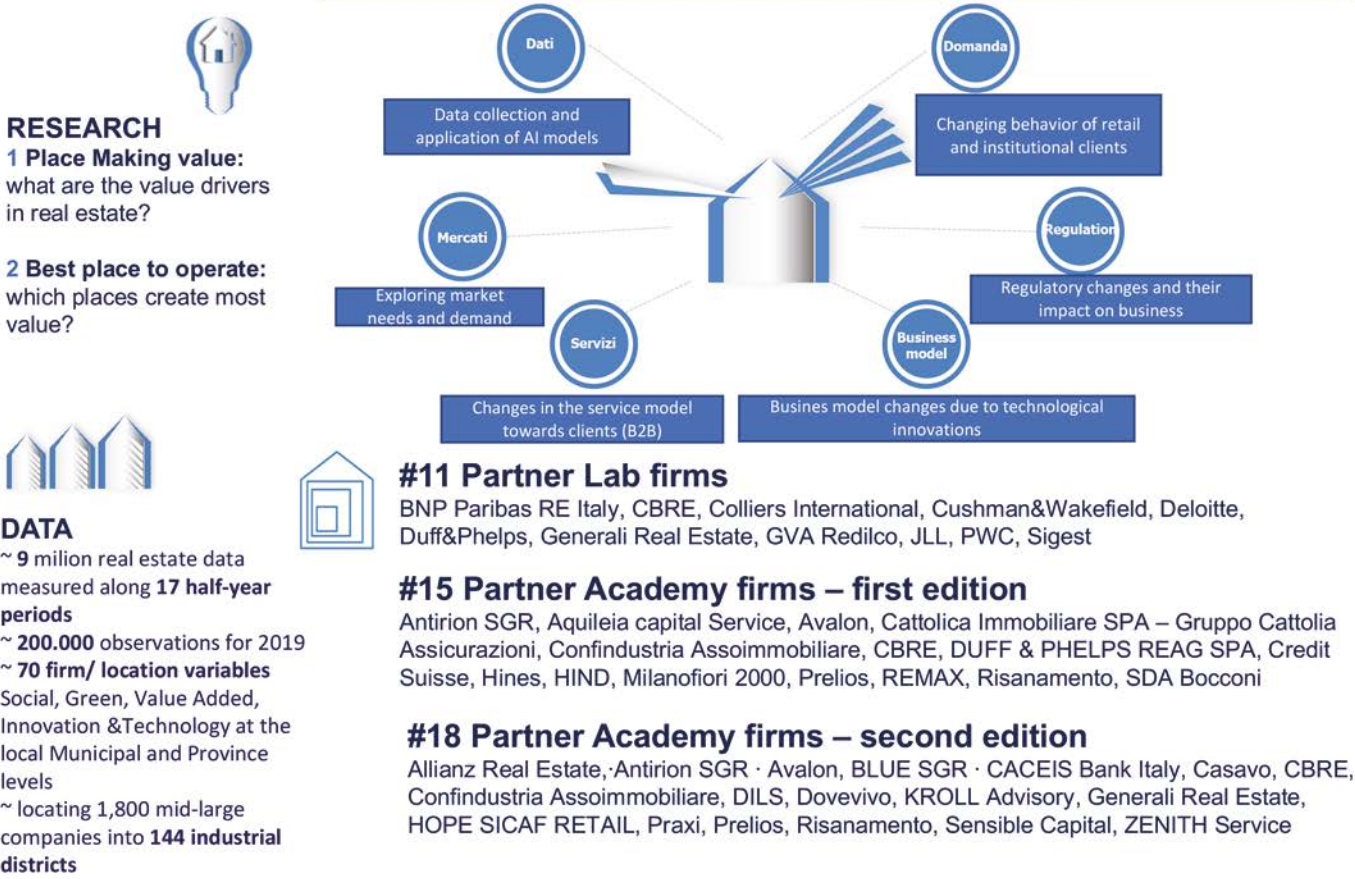 RESEARCH
1 Place Making value:
what are the value drivers
in real estate?
2 Best place to operate:
which places create most
value?
Dati
Data collection and
application of AI models
Domanda
Changing behavior of retail
and institutional clients
Mercati
Exploring market
needs and demand
Regulation
Regulatory changes and their
impact on business
Servizi
Changes in the service model
towards clients (B2B)
Business
model
Busines model changes due to technological
innovations
DATA
~ 9 milion real estate data
measured along 17 half-year
periods
~ 200.000 observations for 2019
~ 70 firm/ location variables
Social, Green, Value Added,
Innovation &Technology at the
local Municipal and Province
levels
~ locating 1,800 mid-large
companies into 144 industrial
districts
#11 Partner Lab firms
BNP Paribas RE Italy, CBRE, Colliers International, Cushman&Wakefield, Deloitte,
Duff&Phelps, Generali Real Estate, GVA Redilco, JLL, PWC, Sigest
#15 Partner Academy firms – first edition
Antirion SGR, Aquileia capital Service, Avalon, Cattolica Immobiliare SPA – Gruppo Cattolia
Assicurazioni, Confindustria Assoimmobiliare, CBRE, DUFF & PHELPS REAG SPA, Credit
Suisse, Hines, HIND, Milanofiori 2000, Prelios, REMAX, Risanamento, SDA Bocconi
#18 Partner Academy firms – second edition
Allianz Real Estate,·Antirion SGR · Avalon, BLUE SGR · CACEIS Bank Italy, Casavo, CBRE,
Confindustria Assoimmobiliare, DILS, Dovevivo, KROLL Advisory, Generali Real Estate,
HOPE SICAF RETAIL, Praxi, Prelios, Risanamento, Sensible Capital, ZENITH Service